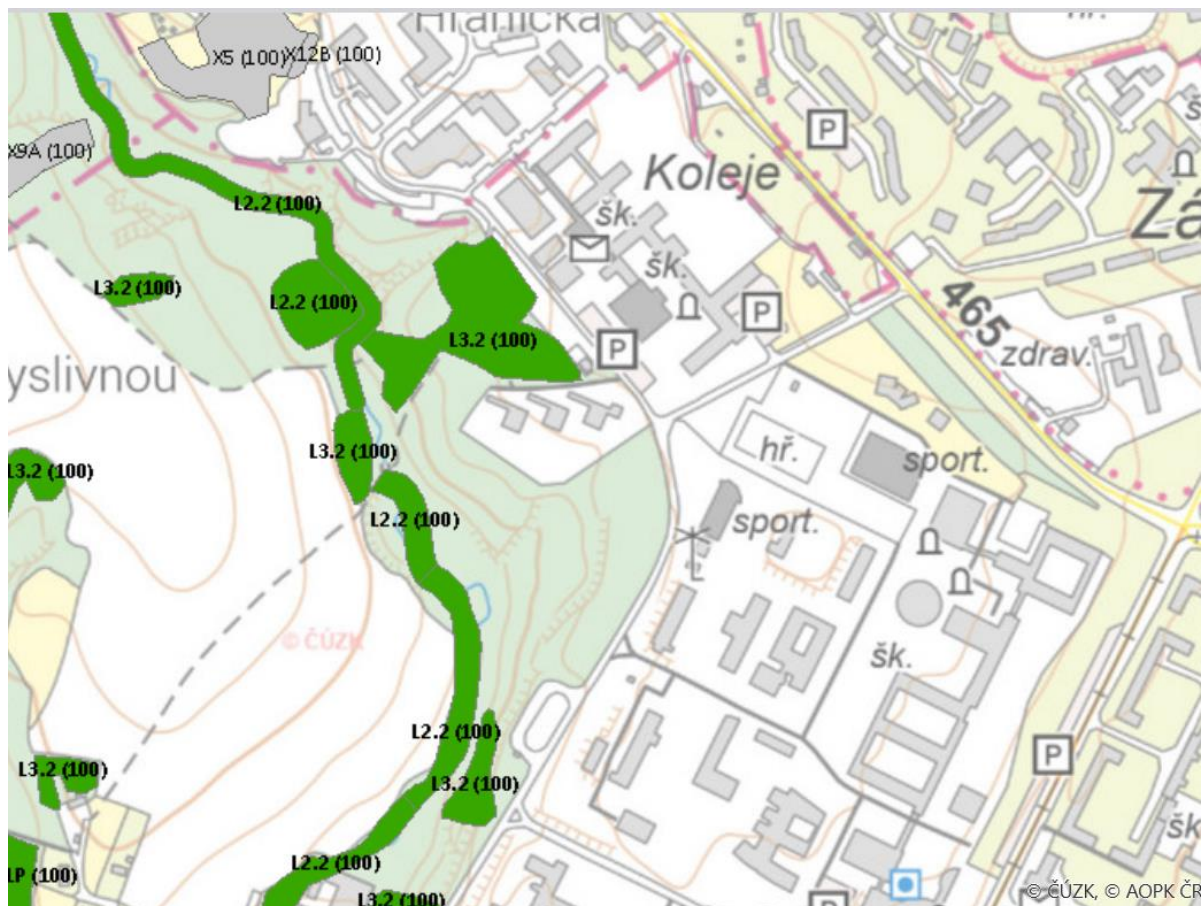 Hranická
hř.
X5 (100)
X12B (100)
P
X9A (100)
Koleje
Za
L2.2 (100)
šk.
šk.
L3.2 (100)
L2.2 (100)
465
P
L3.2 (100)
P
zdrav.
yslivnou
hř.
sport.
L3.2 (100)
L3.2 (100)
L2.2 (100)
sport.
© ČÚZK
šk.
L2.2 (100)
P
L3.2 (100)
L3.2 (100)
šk
L2.2 (100)
LP (100)
L3.2 (100)
P
© ČÚZK, © AOPK ČR